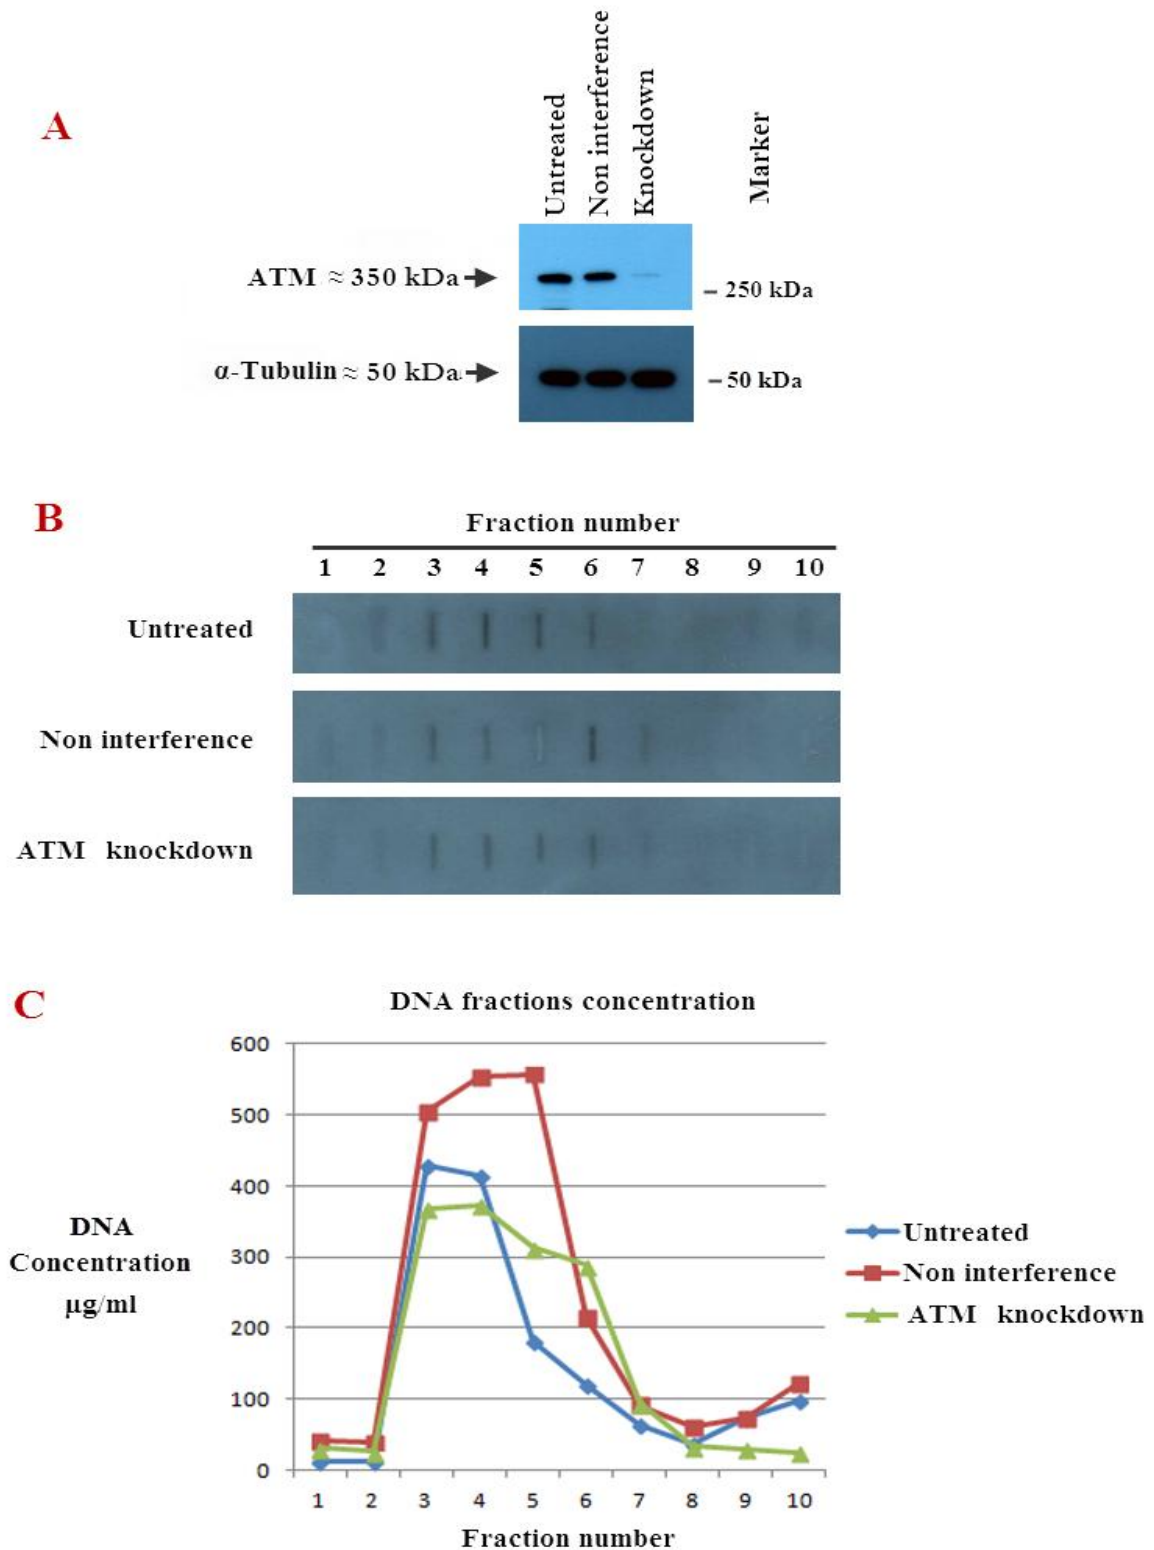 A
Untreated
Non interference
Knockdown
Marker
ATM ≈ 350 kDa
– 250 kDa
α-Tubulin ≈ 50 kDa
– 50 kDa
B
Fraction number
1 2 3 4 5 6 7 8 9 10
Untreated
Non interference
ATM knockdown
C
DNA fractions concentration
600
500
400
300
200
100
0
DNA
Concentration
µg/ml
1 2 3 4 5 6 7 8 9 10
Fraction number
Untreated
Non interference
ATM knockdown